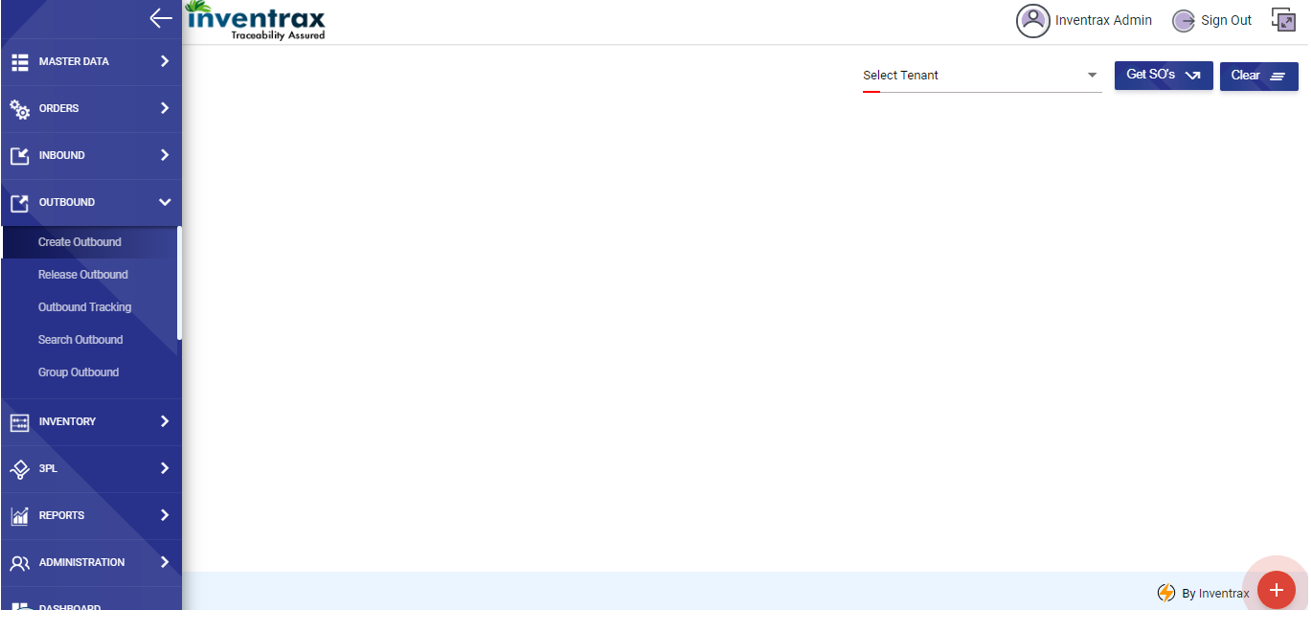 inventrax
Traceability Assured
Inventrax Admin
Sign Out
MASTER DATA
ORDERS
INBOUND
OUTBOUND
Create Outbound
Release Outbound
Outbound Tracking
Search Outbound
Group Outbound
INVENTORY
3PL
REPORTS
ADMINISTRATION
DASHBOARD
Select Tenant
Get SO's
Clear
By Inventrax